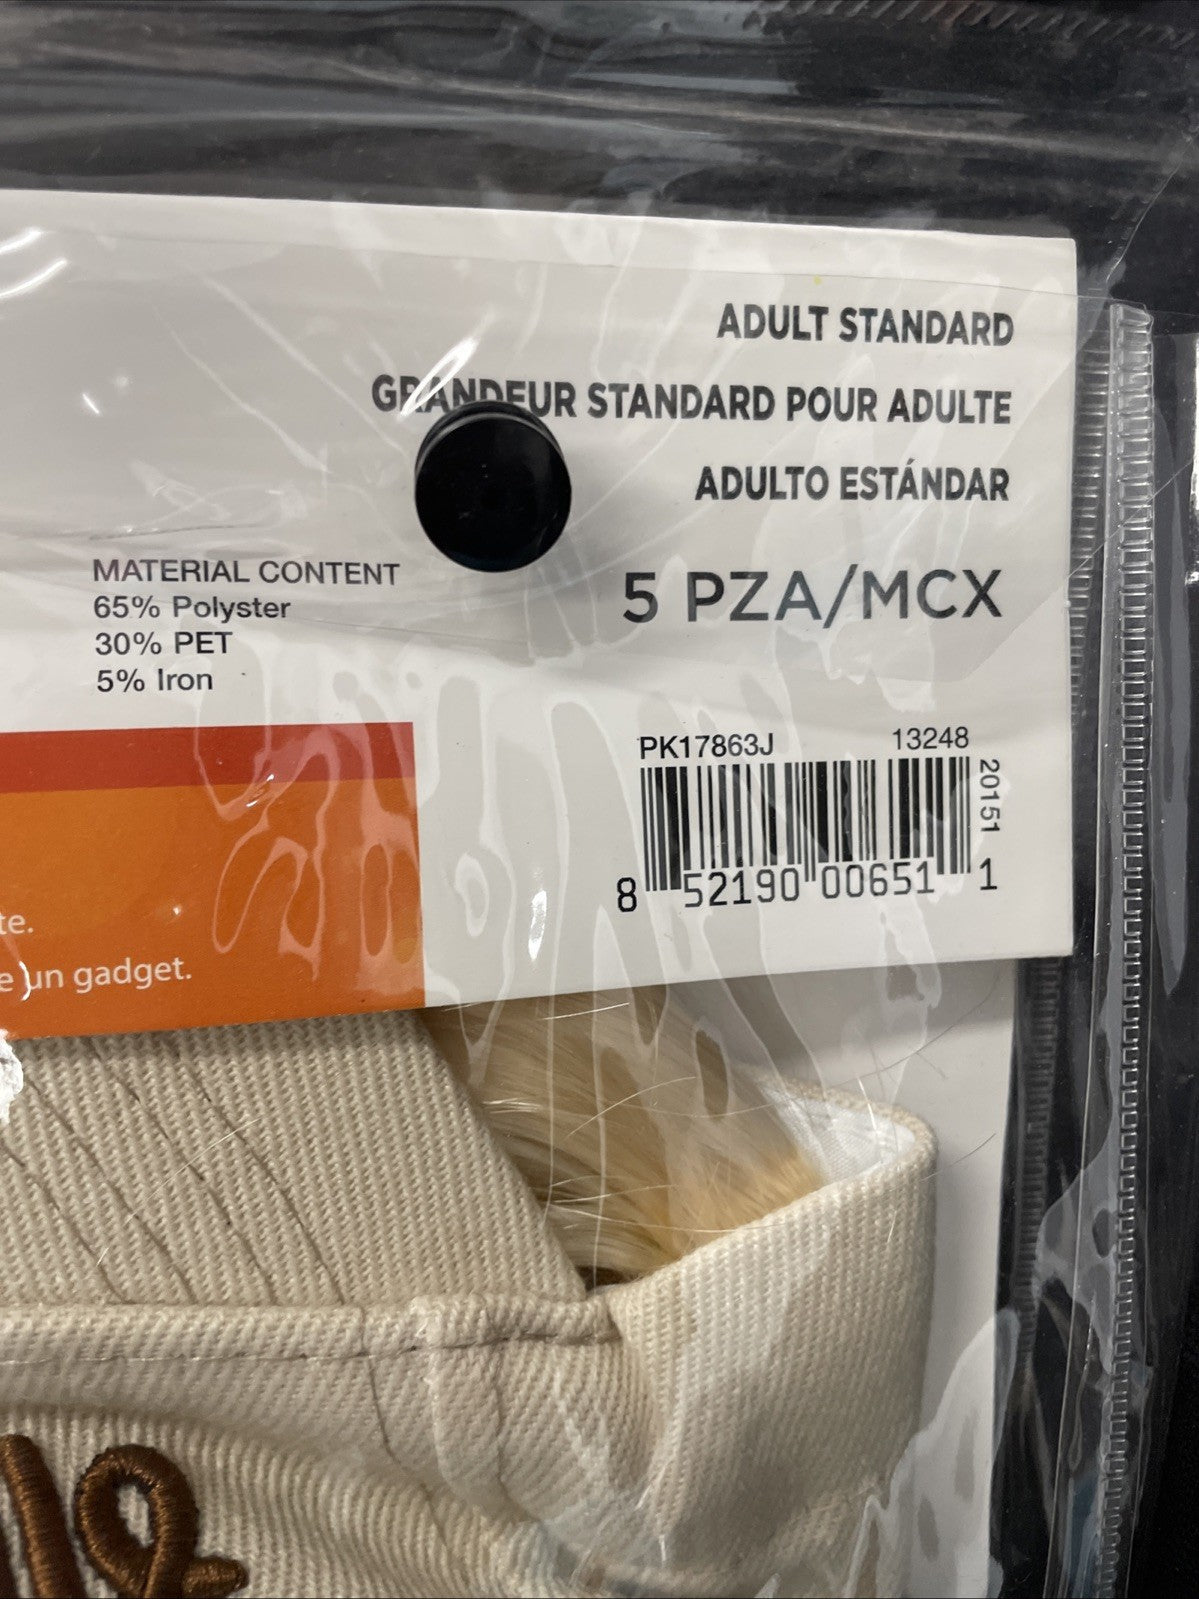 ADULT STANDARD
GRANDEUR STANDARD POUR ADULTE
ADULTO ESTÁNDAR
MATERIAL CONTENT
65% Polyster
30% PET
5% Iron
5 PZA/MCX
PK17863J 13248
20151
8 52190 00651 1
te.
e un gadget.